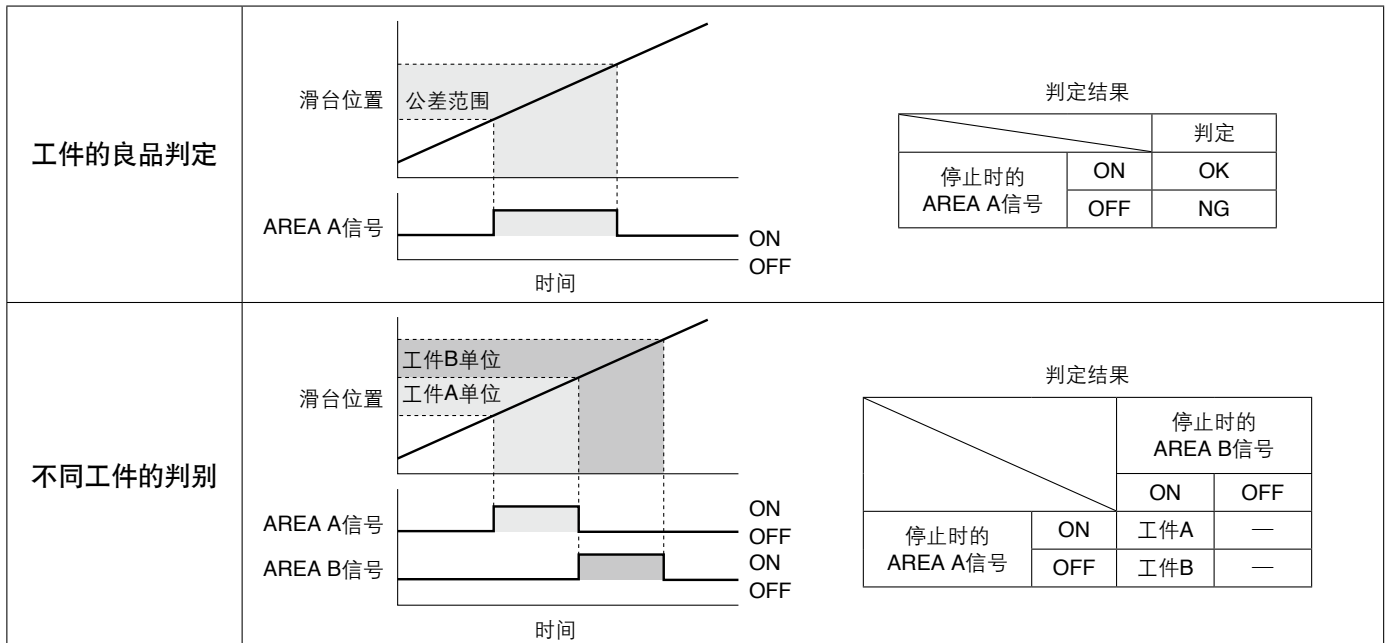 工件的良品判定
滑台位置
公差范围
AREA A信号
ON
OFF
时间
判定结果
判定
停止时的
AREA A信号
ON
OK
OFF
NG
不同工件的判别
滑台位置
工件B单位
工件A单位
AREA A信号
ON
OFF
AREA B信号
ON
OFF
时间
判定结果
停止时的
AREA B信号
ON
OFF
停止时的
AREA A信号
ON
工件A
—
OFF
工件B
—